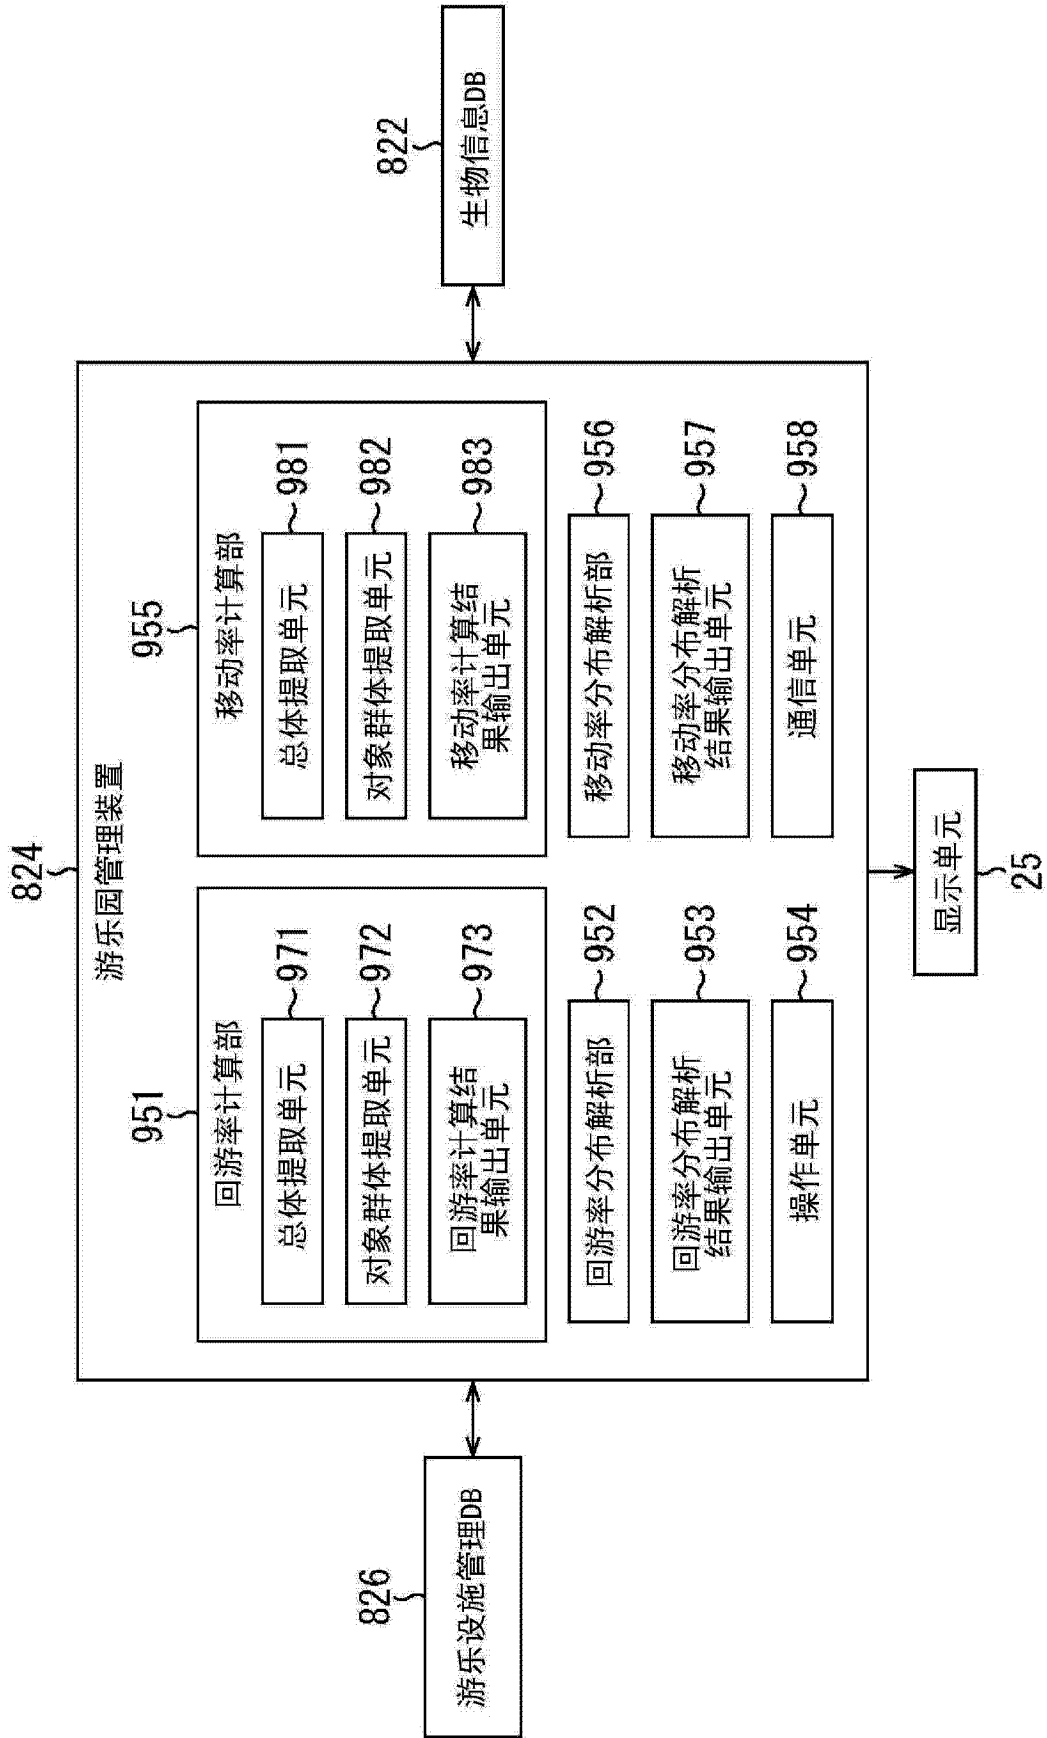 824
游乐园管理装置
951
回游率计算部
总体提取单元
971
对象群体提取单元
972
回游率计算结
果输出单元
973
回游率分布解析部
952
回游率分布解析
结果输出单元
953
操作单元
954
955
移动率计算部
总体提取单元
981
对象群体提取单元
982
移动率计算结
果输出单元
983
移动率分布解析部
956
移动率分布解析
结果输出单元
957
通信单元
958
826
游乐设施管理DB
822
生物信息DB
显示单元
25